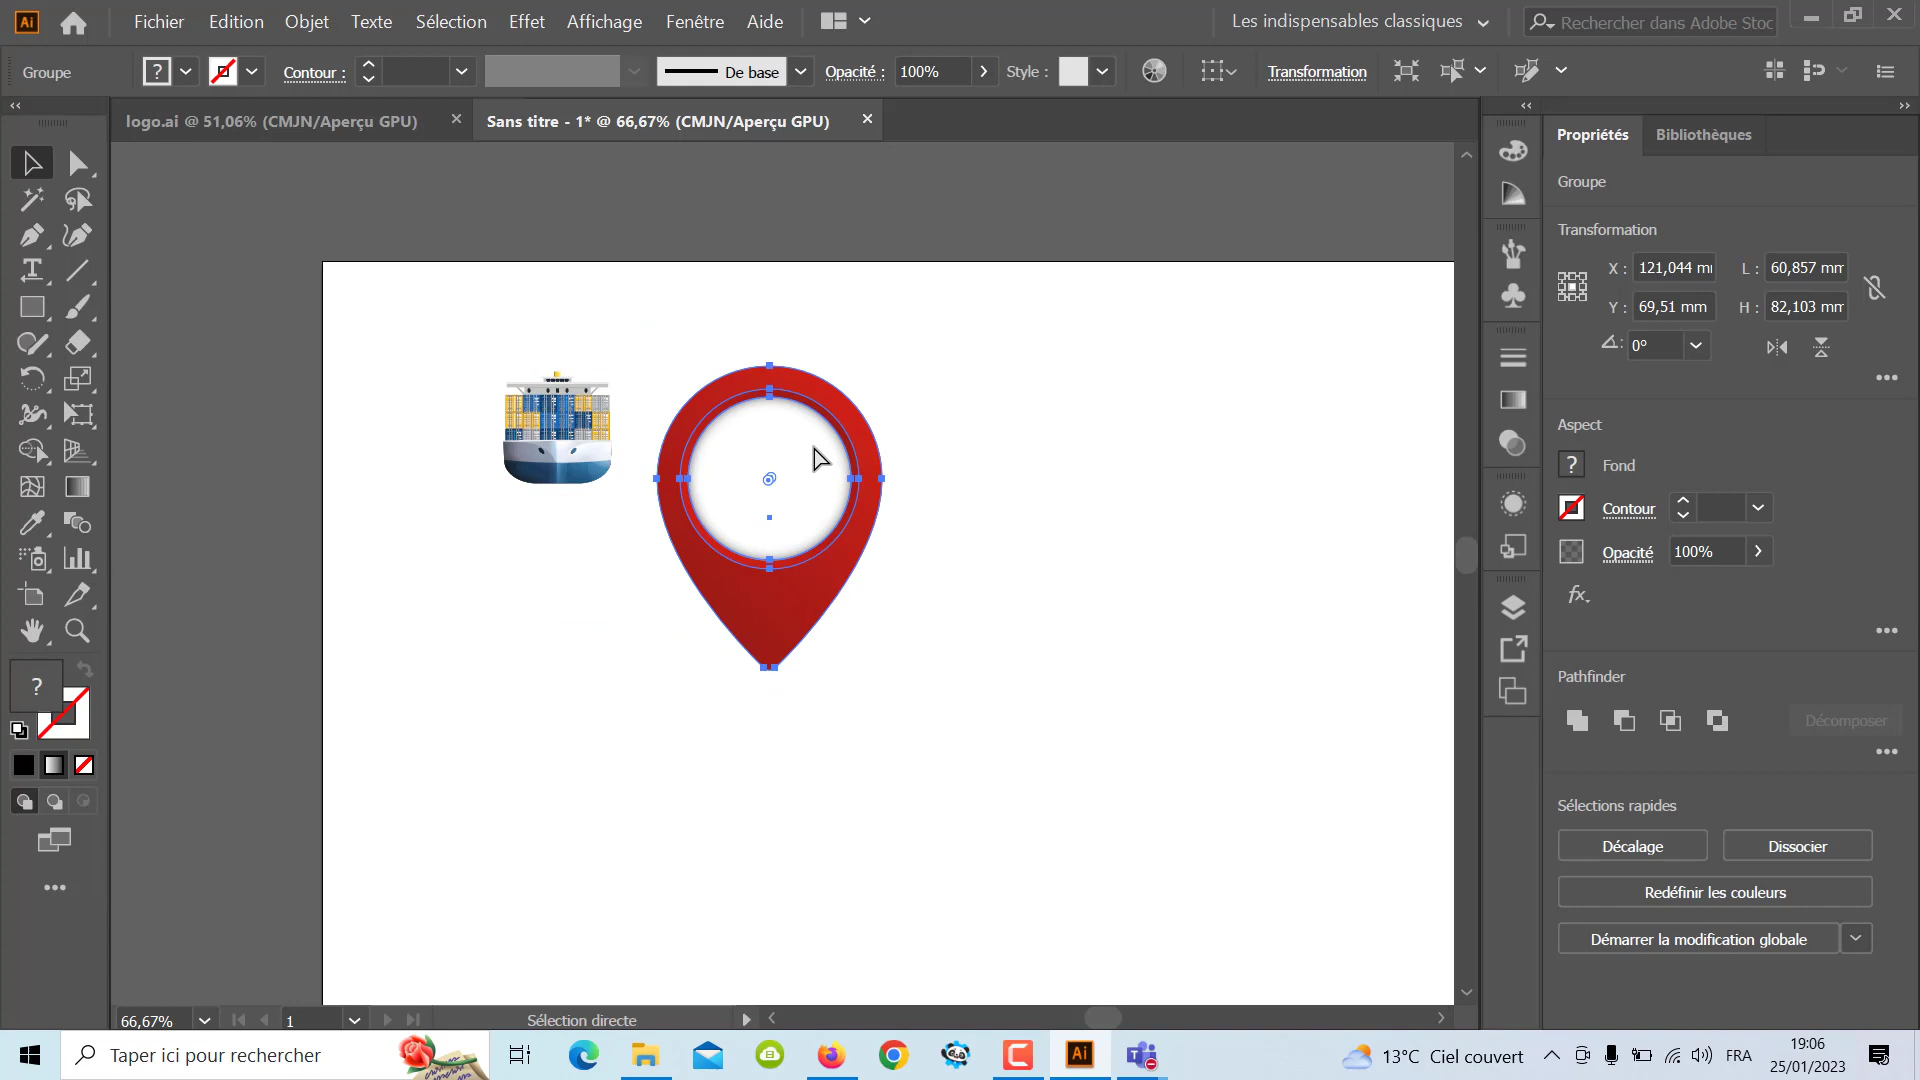 Ai Fichier Edition Objet Texte Sélection Effet Affichage Fenêtre Aide Les indispensables classiques Rechercher dans Adobe Stoc
Groupe ? Contour : De base Opacité : 100% Style : Transformation
logo.ai @ 51,06% (CMJN/Aperçu GPU) × Sans titre - 1* @ 66,67% (CMJN/Aperçu GPU) ×
Propriétés Bibliothèques
Groupe
Transformation
X : 121,044 mı L : 60,857 mm
Y : 69,51 mm H : 82,103 mm
: 0°
Aspect
? Fond
Contour
Opacité 100%
fx.
Pathfinder
Décomposer
Sélections rapides
Décalage Dissocier
Redéfinir les couleurs
Démarrer la modification globale
?
66,67% 1 Sélection directe
Taper ici pour rechercher Ai 13°C Ciel couvert FRA 19:06
25/01/2023